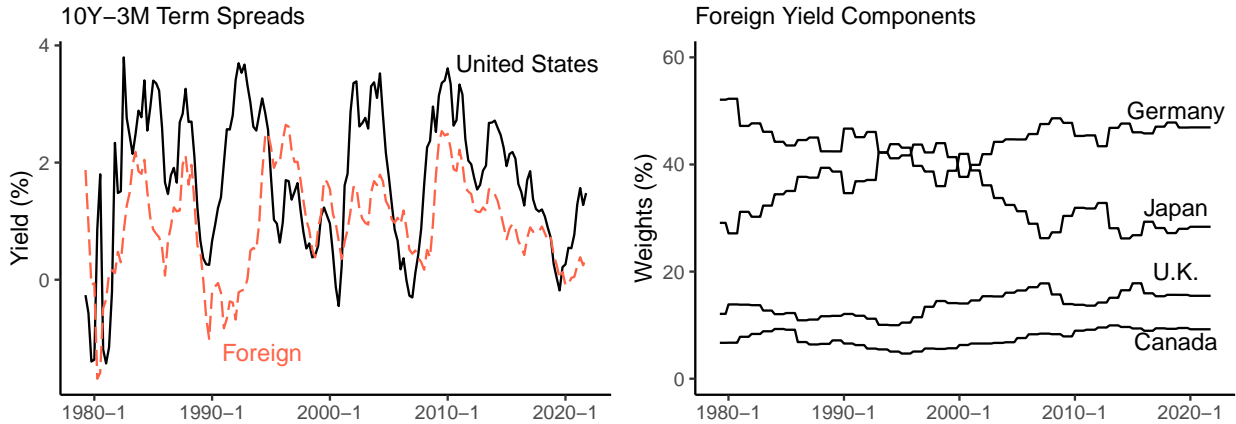 10Y−3M Term Spreads
Yield (%)
4
2
0
United States
Foreign
1980−1
1990−1
2000−1
2010−1
2020−1
Foreign Yield Components
Weights (%)
60
40
20
0
Germany
Japan
U.K.
Canada
1980−1
1990−1
2000−1
2010−1
2020−1